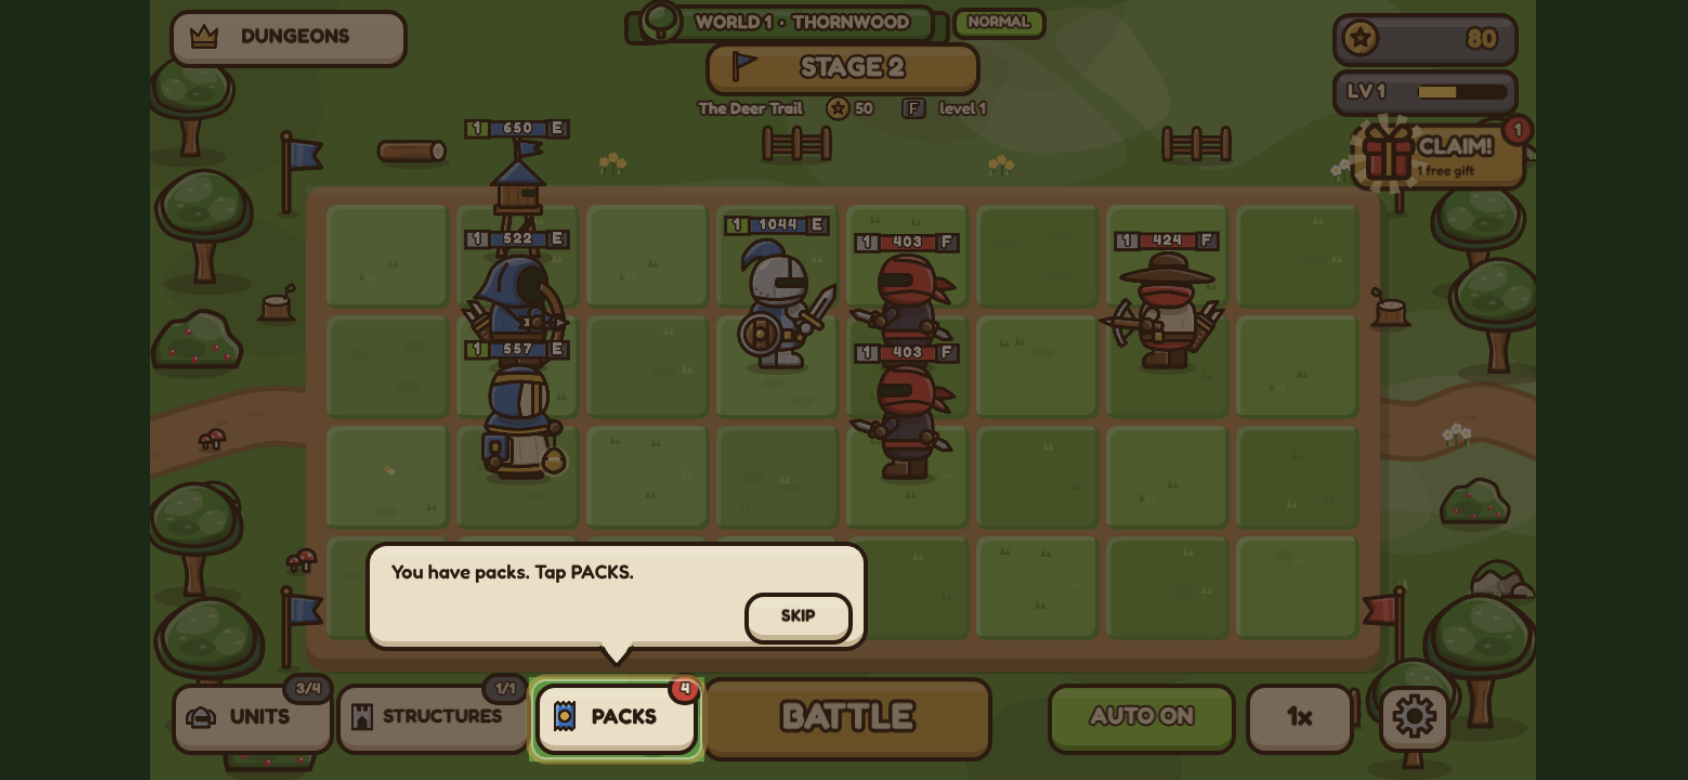 DUNGEONS
WORLD 1 • THORNWOOD
NORMAL
STAGE 2
The Deer Trail 50 F level 1
80
LV 1
CLAIM!
1 free gift
1
1 650 E
1 522 E
1 557 E
1 1044 E
1 403 F
1 403 F
1 424 F
You have packs. Tap PACKS.
SKIP
UNITS
3/4
STRUCTURES
1/1
PACKS
4
BATTLE
AUTO ON
1x